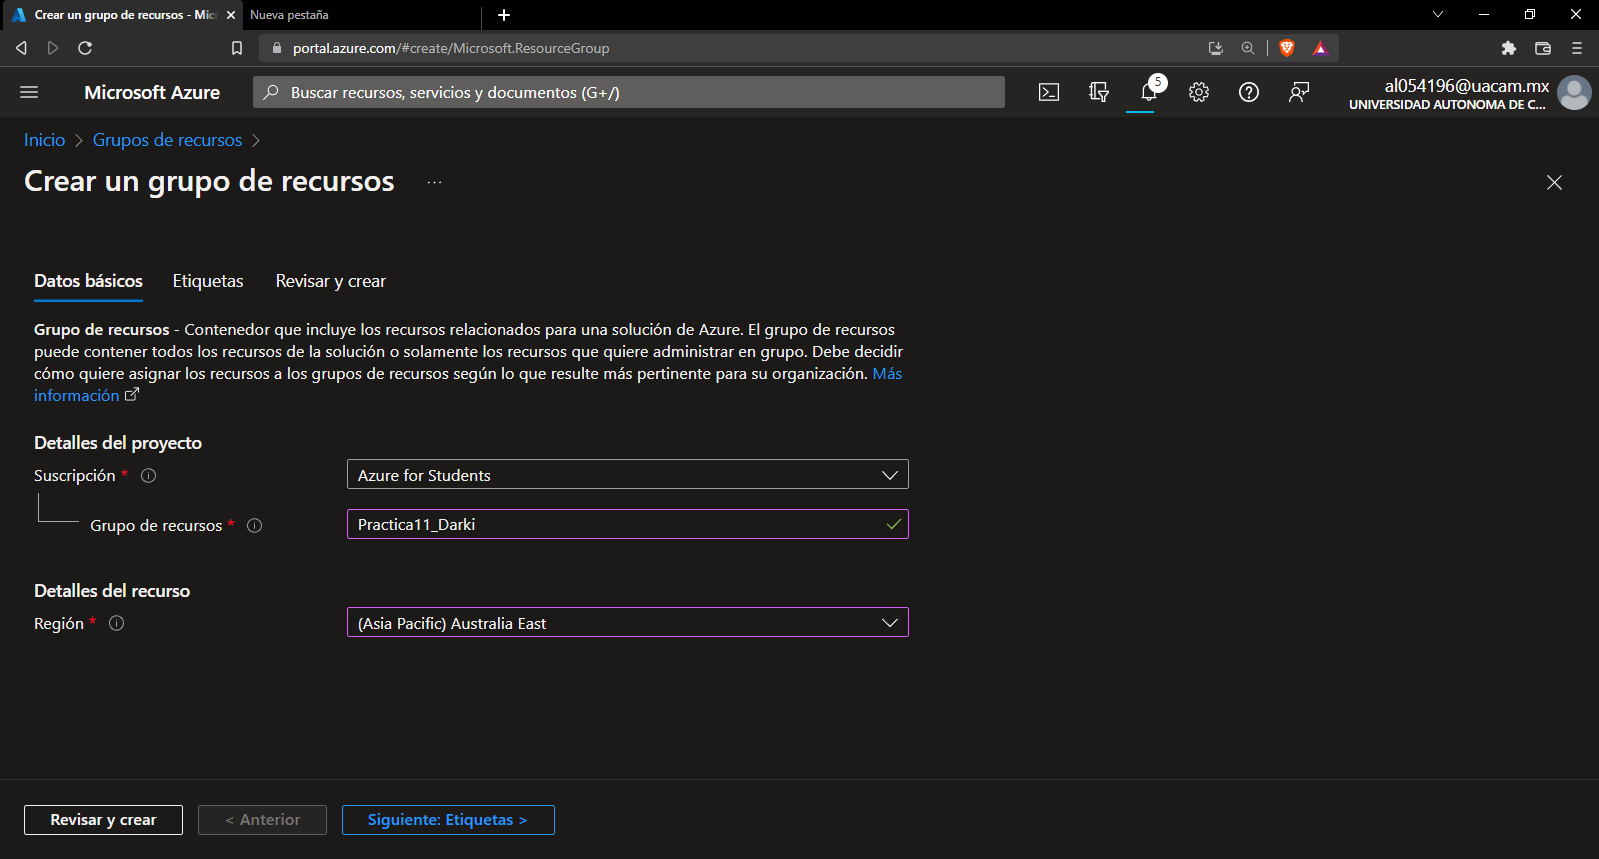 Crear un grupo de recursos - Mic
Nueva pestaña
portal.azure.com/#create/Microsoft.ResourceGroup
Microsoft Azure
Buscar recursos, servicios y documentos (G+/)
5
al054196@uacam.mx
UNIVERSIDAD AUTONOMA DE C...
Inicio > Grupos de recursos >
Crear un grupo de recursos ...
Datos básicos Etiquetas Revisar y crear
Grupo de recursos - Contenedor que incluye los recursos relacionados para una solución de Azure. El grupo de recursos
puede contener todos los recursos de la solución o solamente los recursos que quiere administrar en grupo. Debe decidir
cómo quiere asignar los recursos a los grupos de recursos según lo que resulte más pertinente para su organización. Más
información
Detalles del proyecto
Suscripción * Azure for Students
Grupo de recursos * Practica11_Darki
Detalles del recurso
Región * (Asia Pacific) Australia East
Revisar y crear < Anterior Siguiente: Etiquetas >